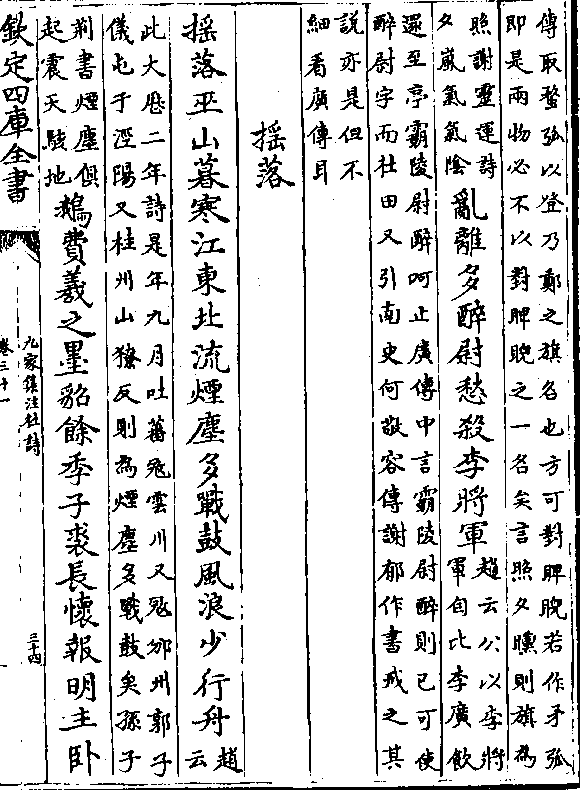 傳取蝥弧以登乃鄭之旗名也方可對睥睨若作矛弧
即是兩物必不以對睥睨之一名矣言照夕曛則旗為
照謝靈運詩
夕嵐氣氣陰
亂離多醉尉愁殺李將軍
趙云公以李將
軍自比李廣飲
還至亭霸陵尉醉呵止廣傳中言霸陵尉醉則已可使
醉尉字而杜田又引南史何敬容傳謝郁作書戒之其
說亦是但不
細看廣傳耳
揺落
揺落巫山暮寒江東北流煙塵多戰鼓風浪少行舟
趙
云
此大歴二年詩是年九月吐蕃冦雲川又冦邠州郭子
儀屯于涇陽又桂州山獠反則為煙塵多戰鼓矣孫子
荆書煙塵俱
起震天駭地
鵝費羲之墨貂餘季子裘長懷報明主卧
欽定四庫全書
九家集注杜詩
卷三十一
三十四